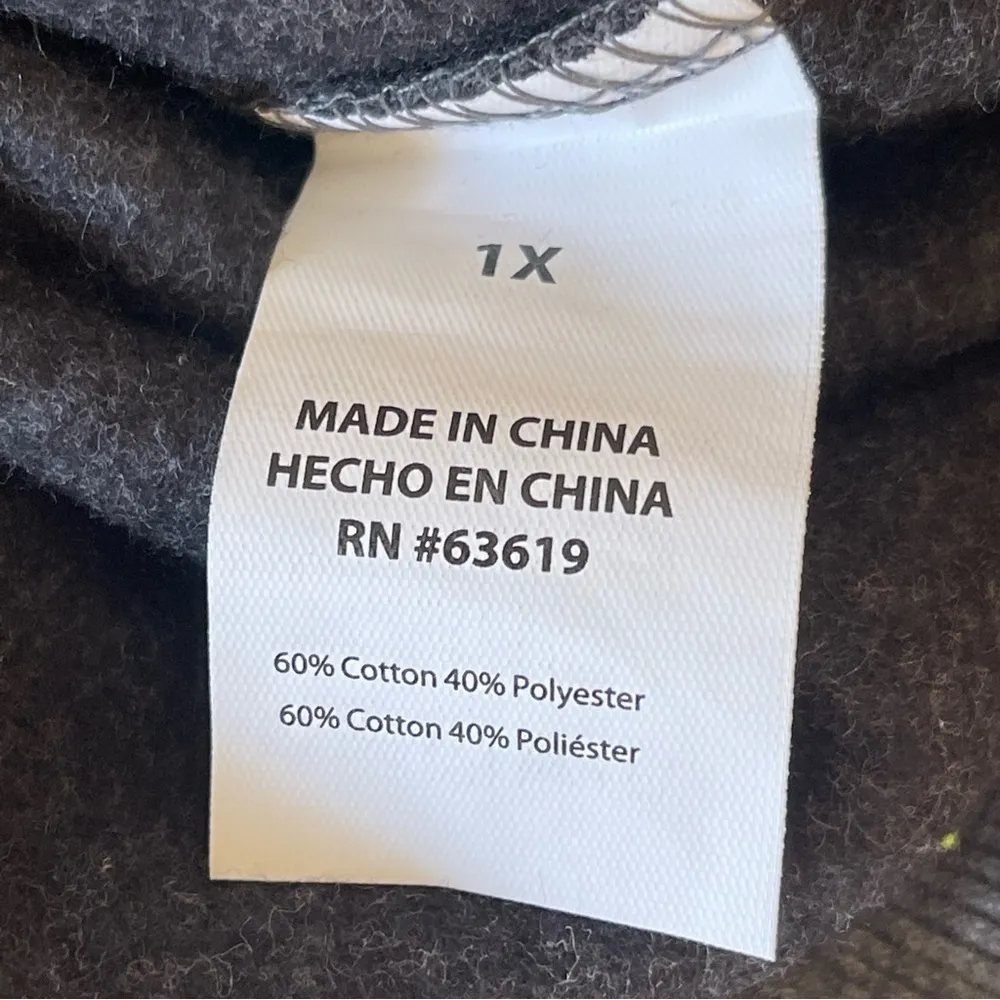 1X
MADE IN CHINA
HECHO EN CHINA
RN #63619
60% Cotton 40% Polyester
60% Cotton 40% Poliéster